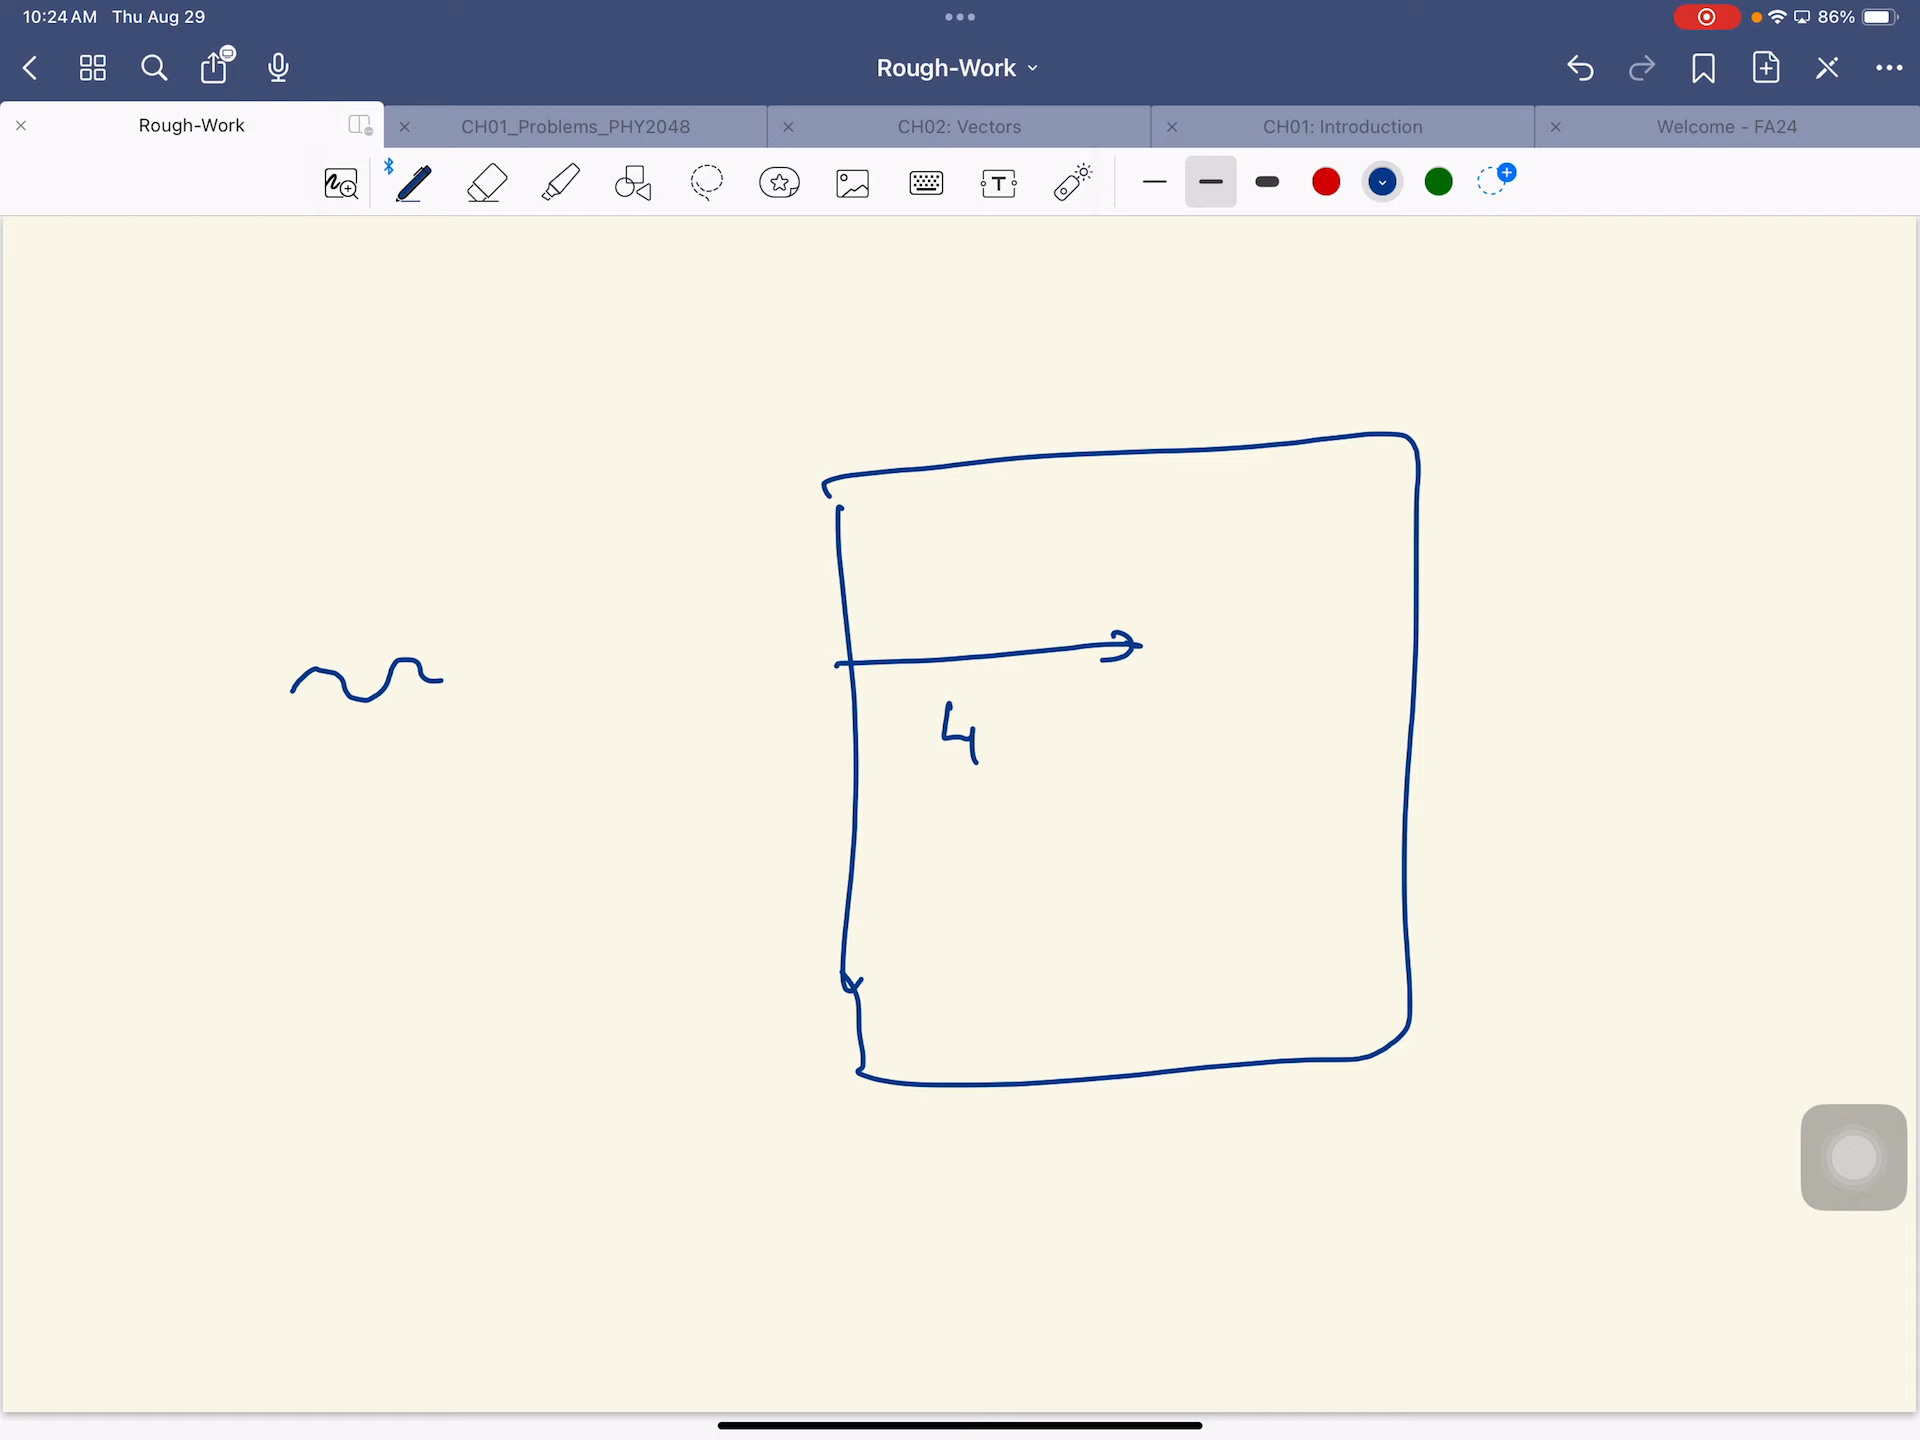 10:24 AM Thu Aug 29
86%
Rough-Work
Rough-Work
CH01_Problems_PHY2048
CH02: Vectors
CH01: Introduction
Welcome - FA24
T
4